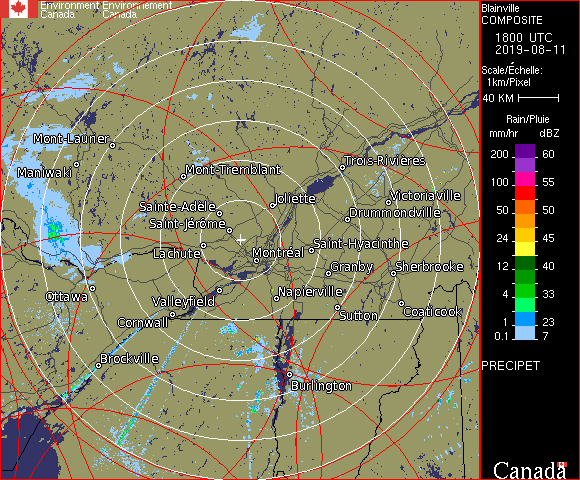 Environment Environnement
Canada Canada
Blainville
COMPOSITE
1800 UTC
2019-08-11
Scale/Échelle:
1km/Pixel
40 KM
Rain/Pluie
mm/hr dBZ
200 60
100 55
50 50
24 45
12 40
4 33
1 23
0.1 7
PRECIPET
Canada
Mont-Laurier
Maniwaki
Mont-Tremblant
Trois-Rivières
Joliette
Victoriaville
Sainte-Adèle
Drummondville
Saint-Jérôme
Lachute
Montréal
Saint-Hyacinthe
Granby
Sherbrooke
Ottawa
Valleyfield
Napierville
Cornwall
Sutton
Coaticook
Brockville
Burlington